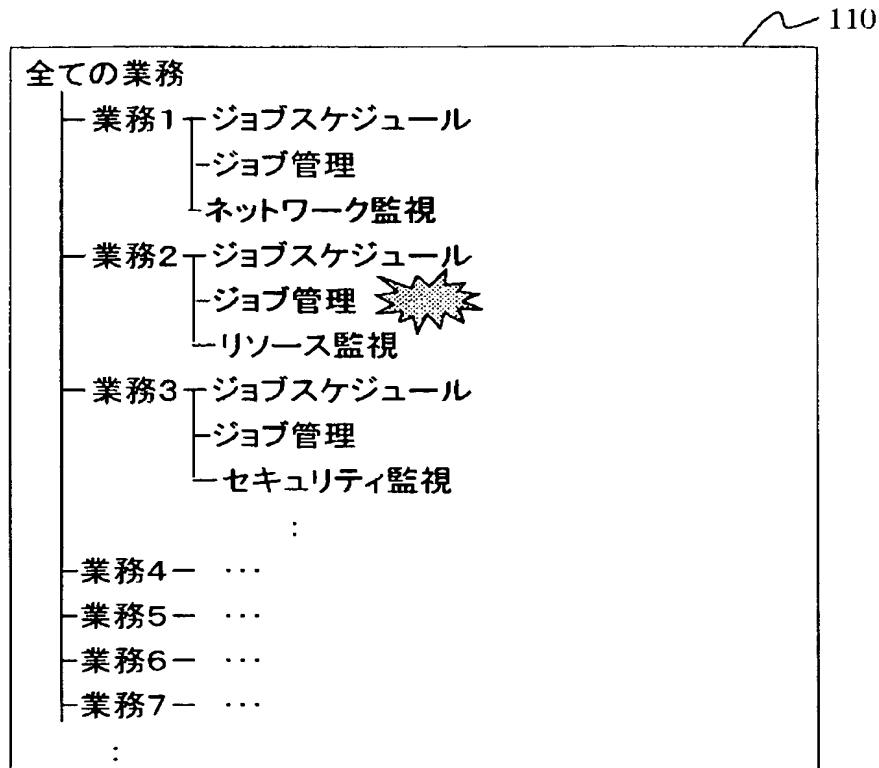 110
全ての業務
業務1 ジョブスケジュール
ジョブ管理
ネットワーク監視
業務2 ジョブスケジュール
ジョブ管理
リソース監視
業務3 ジョブスケジュール
ジョブ管理
セキュリティ監視
:
業務4 …
業務5 …
業務6 …
業務7 …
: